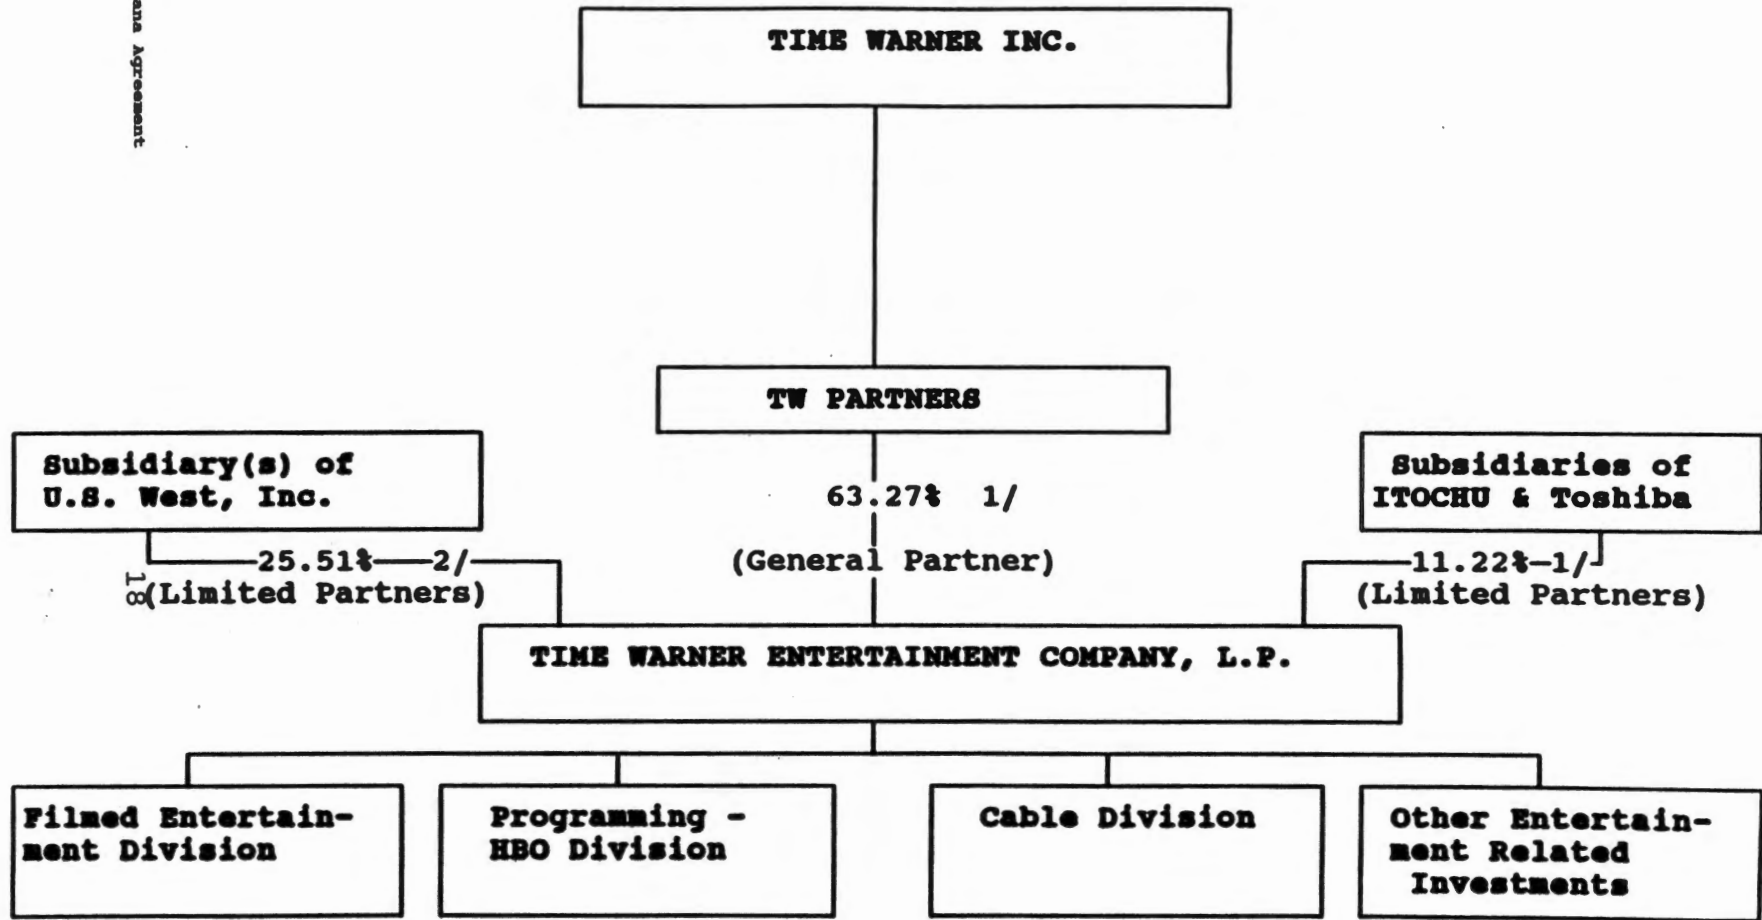 ana Agreement
TIME WARNER INC.
TW PARTNERS
Subsidiary(s) of
U.S. West, Inc.
63.27% 1/
(General Partner)
Subsidiaries of
ITOCHU & Toshiba
25.51% 2/
(Limited Partners)
18
11.22% 1/
(Limited Partners)
TIME WARNER ENTERTAINMENT COMPANY, L.P.
Filmed Entertain-
ment Division
Programming -
HBO Division
Cable Division
Other Entertain-
ment Related
Investments